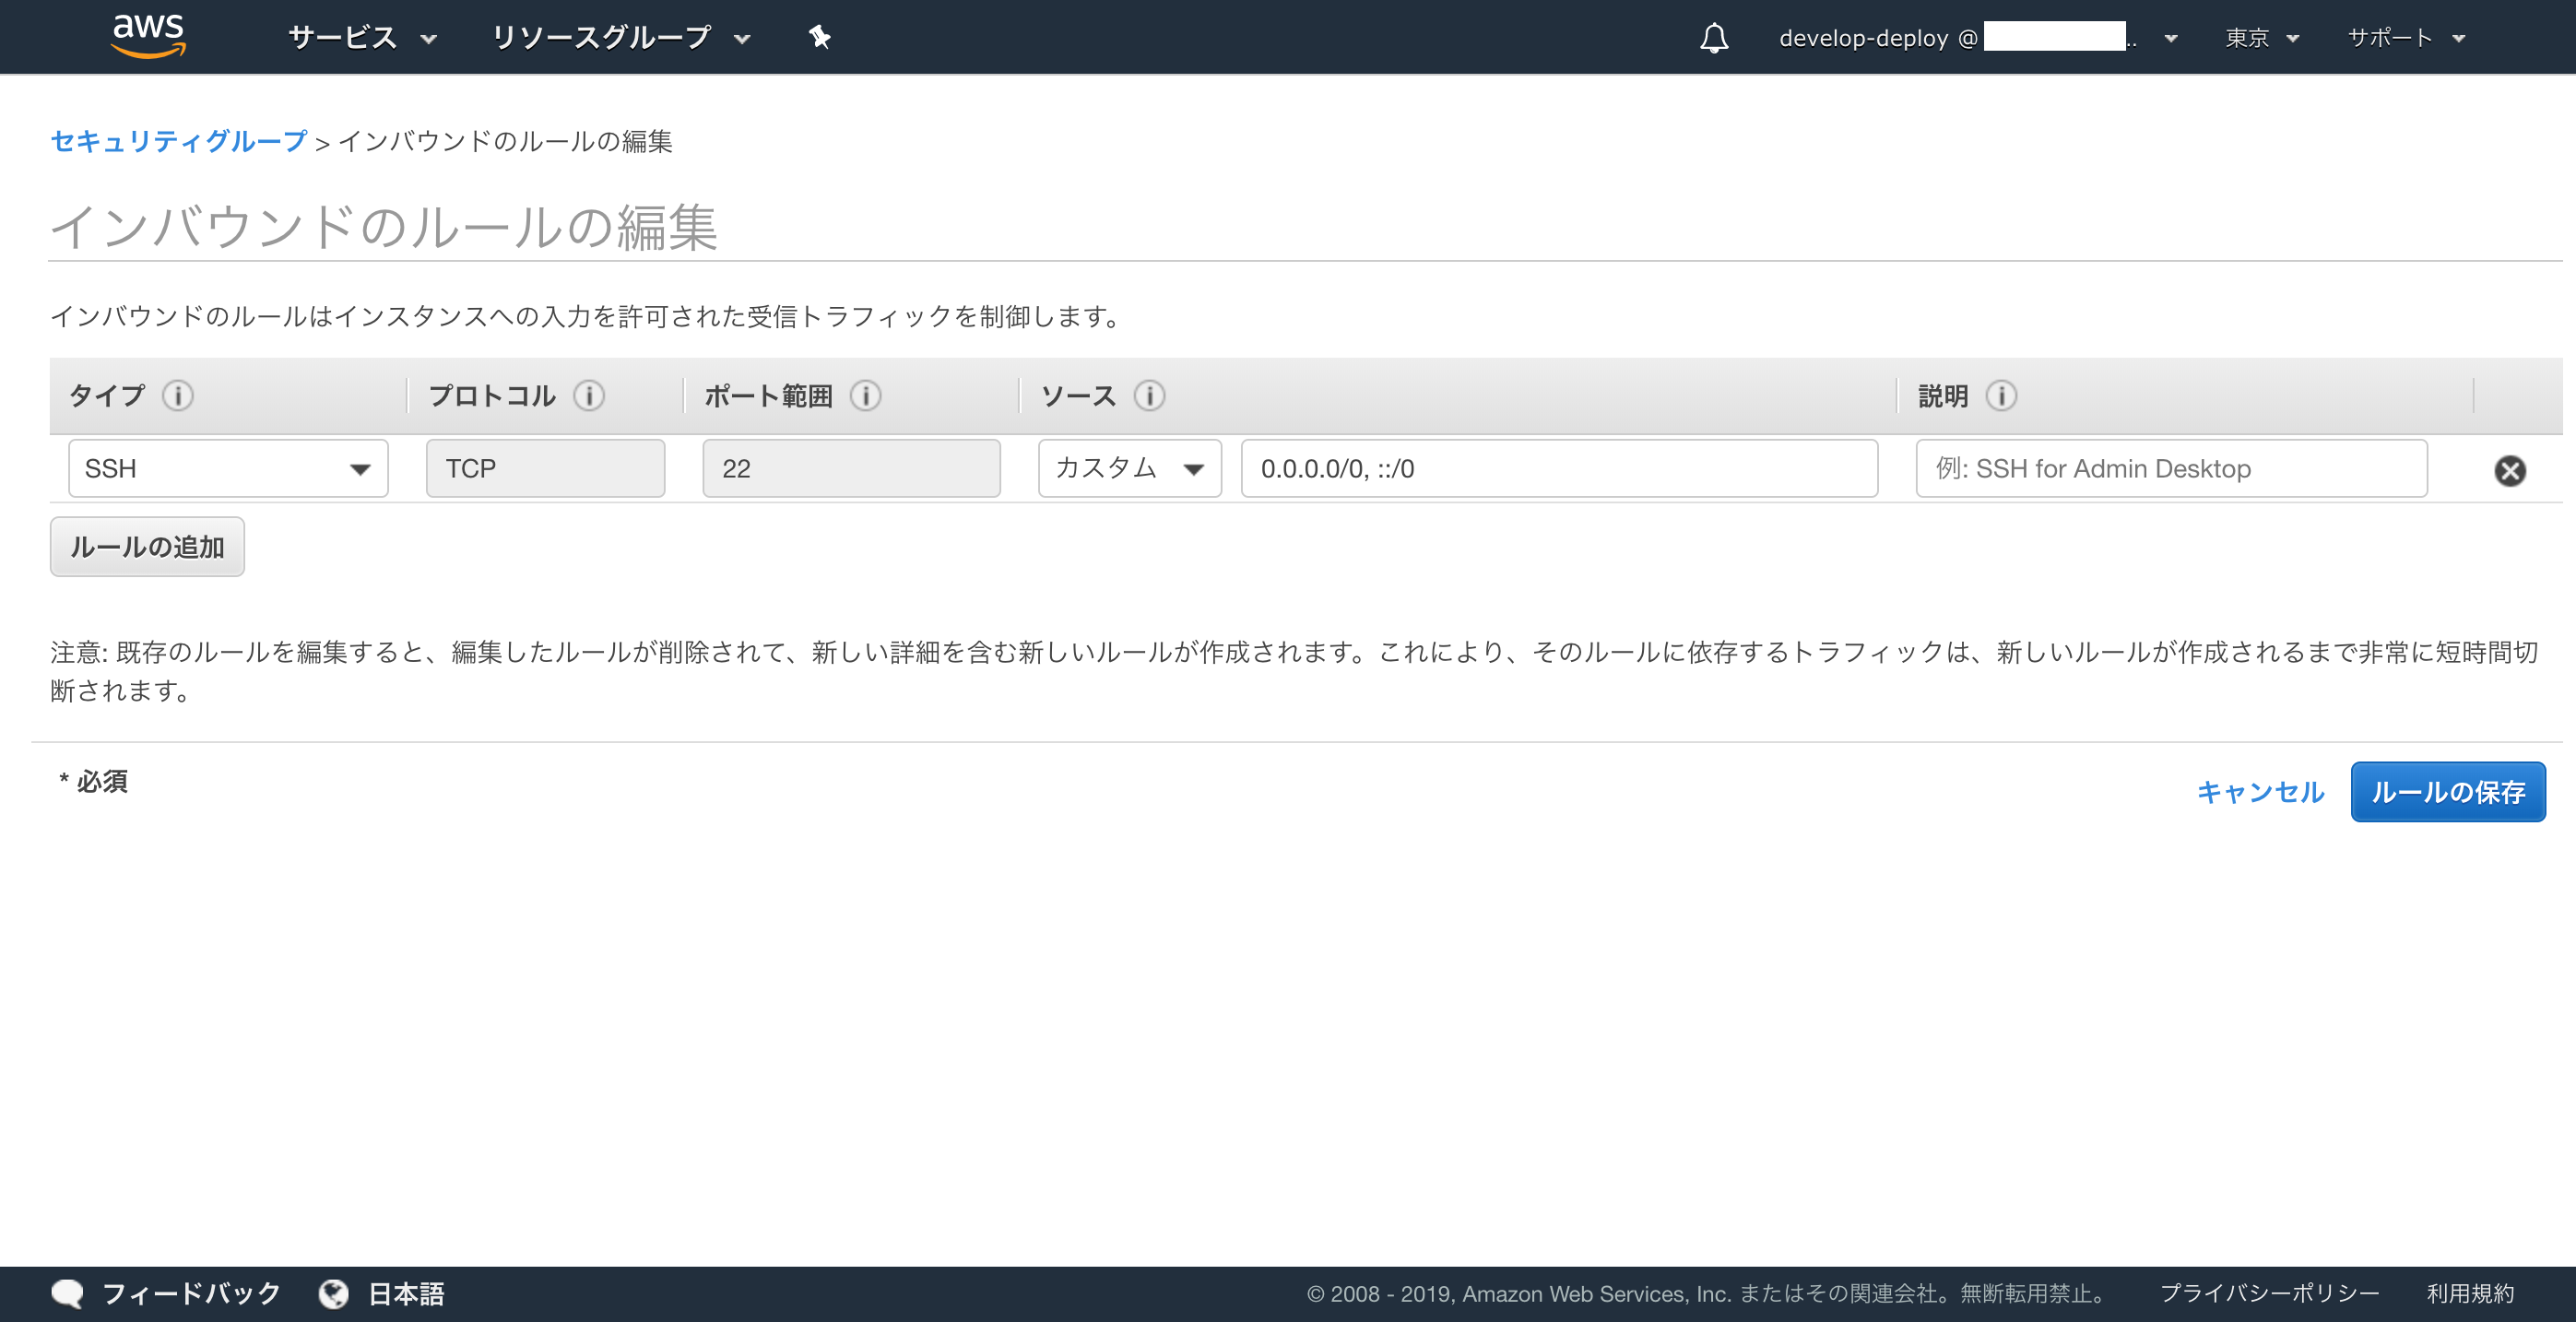 aws サービス リソースグループ develop-deploy @ .. 東京 サポート
セキュリティグループ > インバウンドのルールの編集
インバウンドのルールの編集
インバウンドのルールはインスタンスへの入力を許可された受信トラフィックを制御します。
タイプ i プロトコル i ポート範囲 i ソース i 説明 i
SSH TCP 22 カスタム 0.0.0.0/0, ::/0 例: SSH for Admin Desktop
ルールの追加
注意: 既存のルールを編集すると、編集したルールが削除されて、新しい詳細を含む新しいルールが作成されます。これにより、そのルールに依存するトラフィックは、新しいルールが作成されるまで非常に短時間切
断されます。
* 必須
キャンセル ルールの保存
フィードバック 日本語 © 2008 - 2019, Amazon Web Services, Inc. またはその関連会社。無断転用禁止。 プライバシーポリシー 利用規約